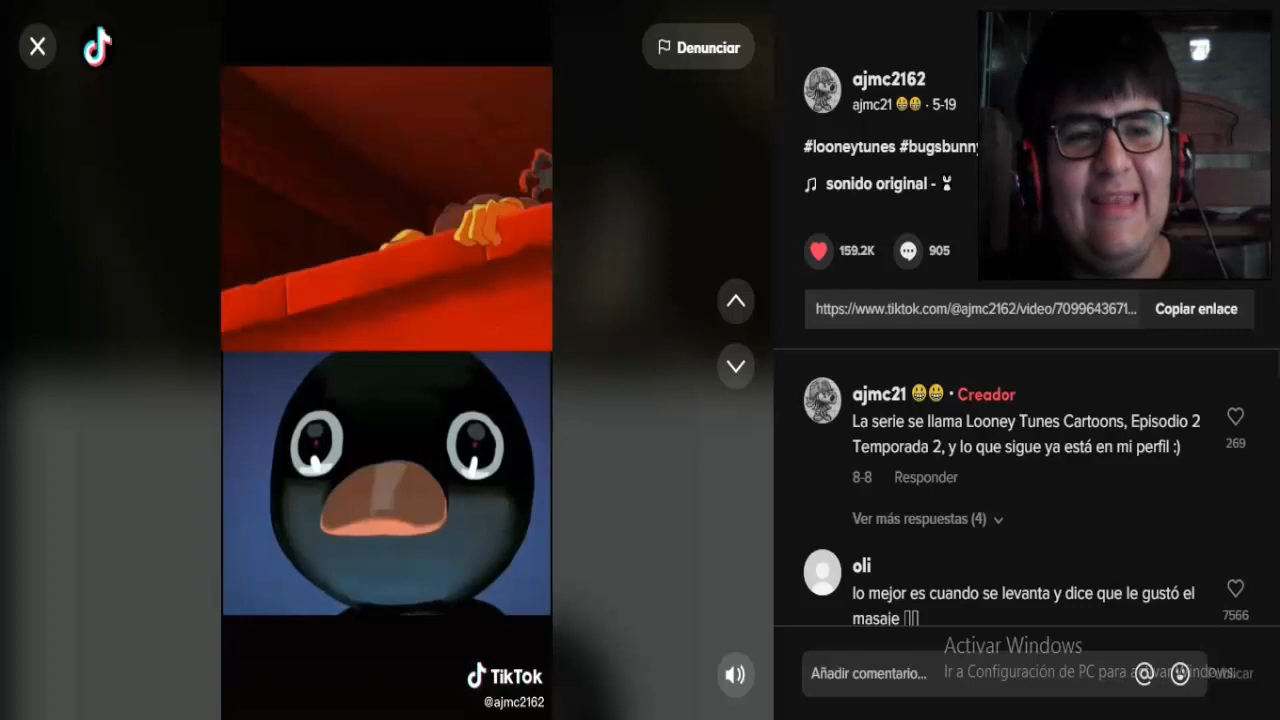 Denunciar
ajmc2162
ajmc21 😀😀 · 5-19
#looneytunes #bugsbunny
sonido original -
159.2K
905
https://www.tiktok.com/@ajmc2162/video/7099643671...
Copiar enlace
ajmc21 😀😀 · Creador
La serie se llama Looney Tunes Cartoons, Episodio 2
Temporada 2, y lo que sigue ya está en mi perfil :)
269
8-8 Responder
Ver más respuestas (4)
oli
lo mejor es cuando se levanta y dice que le gustó el
masaje
7566
Añadir comentario...
Activar Windows
Ir a Configuración de PC para activar Windows.
TikTok
@ajmc2162